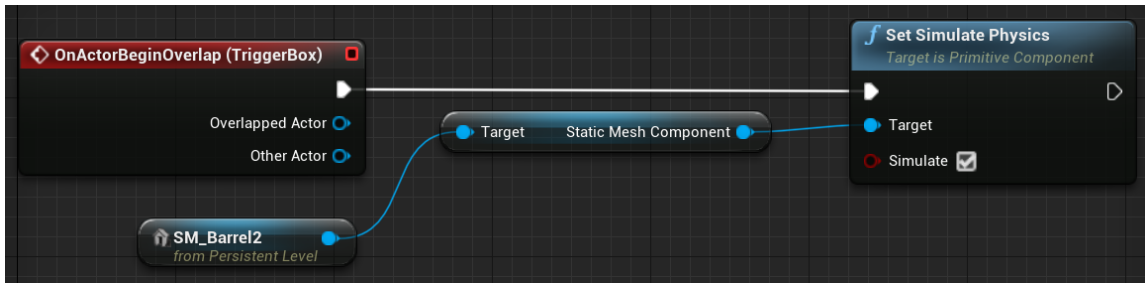 OnActorBeginOverlap (TriggerBox)
Overlapped Actor
Other Actor
SM_Barrel2
from Persistent Level
Target Static Mesh Component
f Set Simulate Physics
Target is Primitive Component
Target
Simulate